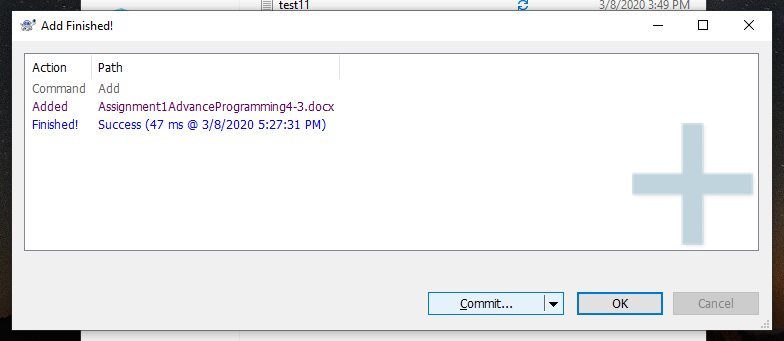 test11 3/8/2020 3:49 PM
Add Finished!
Action Path
Command Add
Added Assignment1AdvanceProgramming4-3.docx
Finished! Success (47 ms @ 3/8/2020 5:27:31 PM)
Commit... OK Cancel